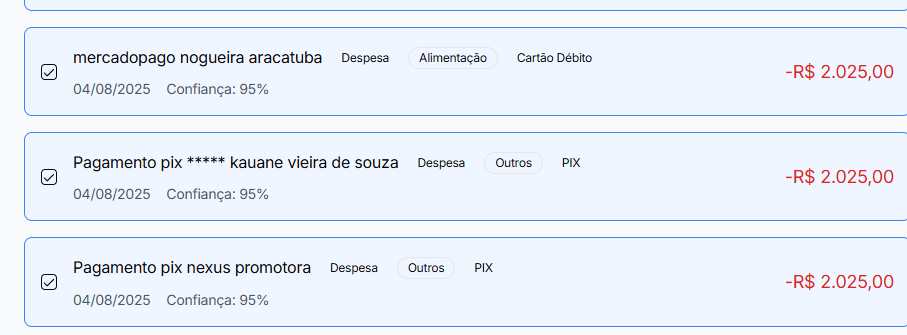 mercadopago nogueira aracatuba Despesa Alimentação Cartão Débito
04/08/2025 Confiança: 95%
-R$ 2.025,00
Pagamento pix ***** kauane vieira de souza Despesa Outros PIX
04/08/2025 Confiança: 95%
-R$ 2.025,00
Pagamento pix nexus promotora Despesa Outros PIX
04/08/2025 Confiança: 95%
-R$ 2.025,00